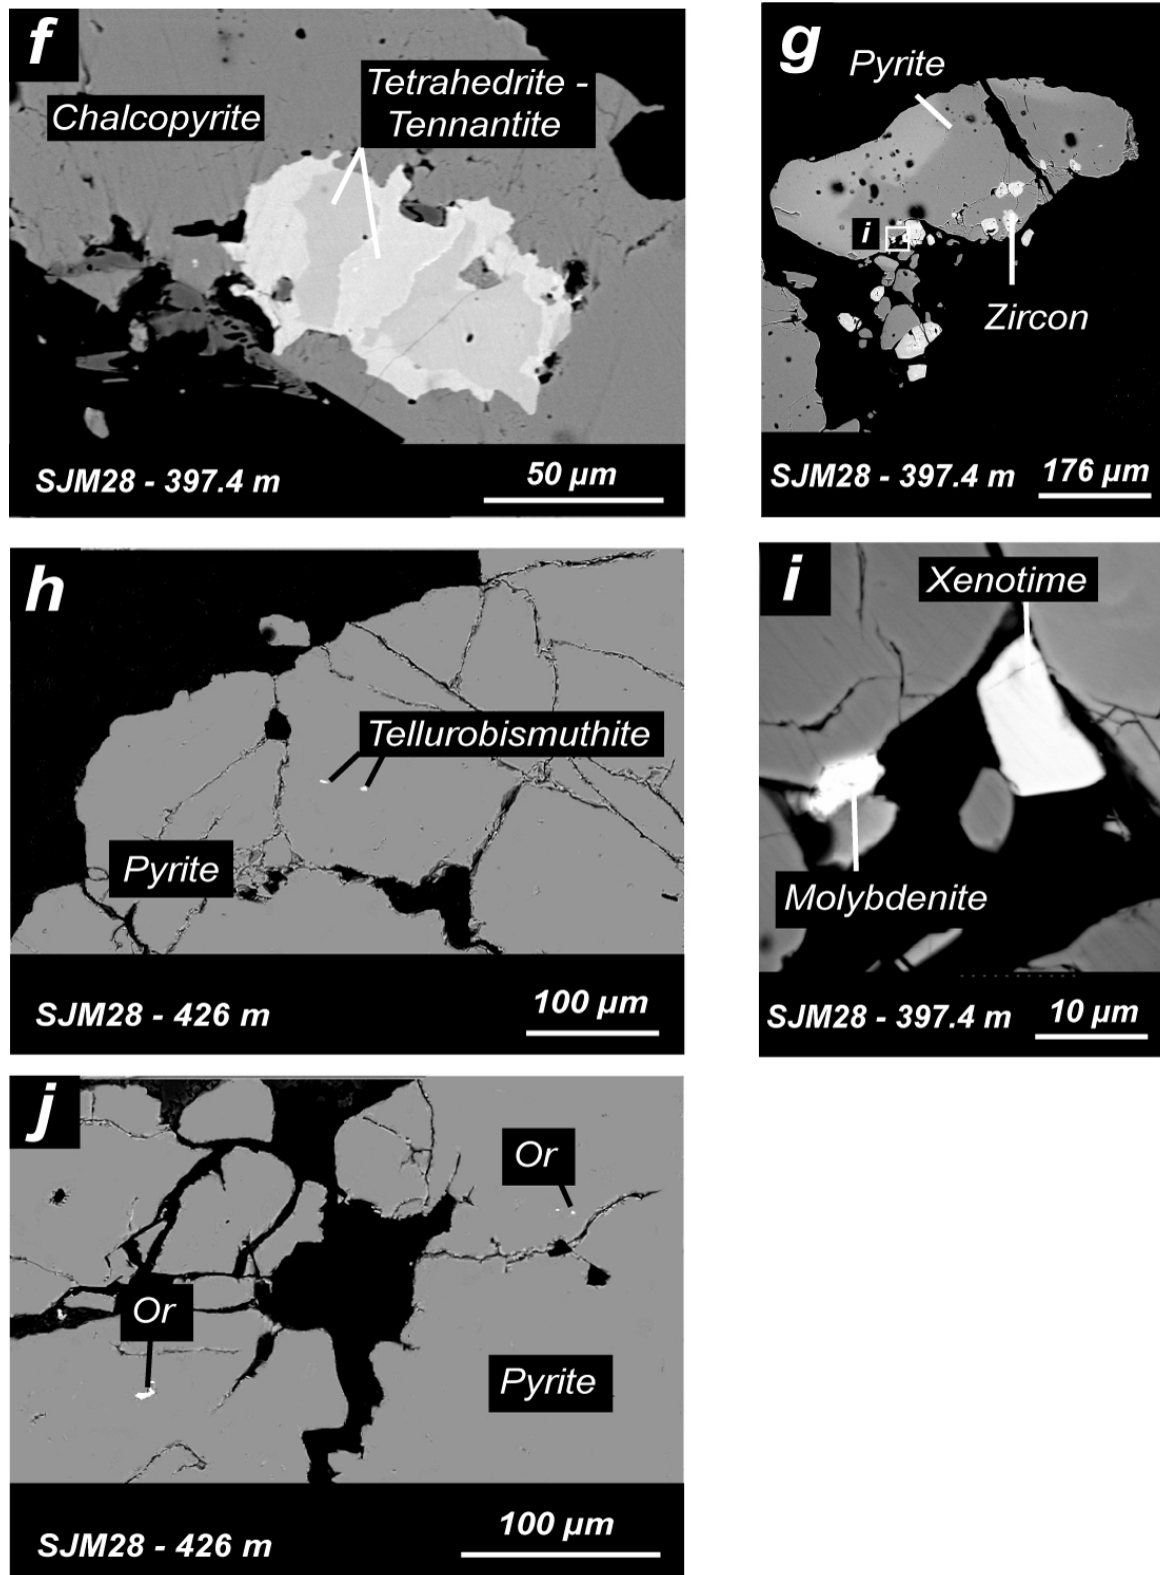 f
Chalcopyrite
Tetrahedrite -
Tennantite
SJM28 - 397.4 m
50 µm
g
Pyrite
i
Zircon
SJM28 - 397.4 m
176 µm
h
Tellurobismuthite
Pyrite
SJM28 - 426 m
100 µm
i
Xenotime
Molybdenite
SJM28 - 397.4 m
10 µm
j
Or
Or
Pyrite
SJM28 - 426 m
100 µm